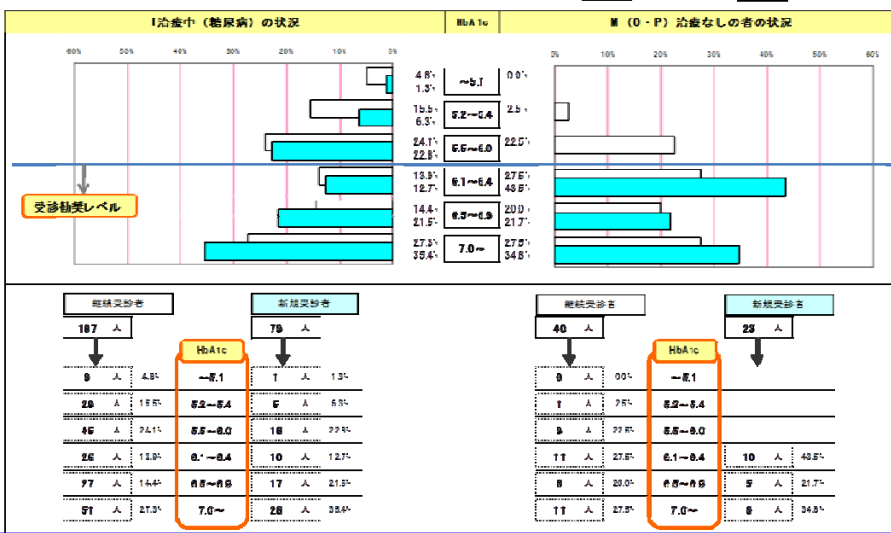 I治療中（糖尿病）の状況 HbA1c M（O・P）治療なしの者の状況
60% 50% 40% 30% 20% 10% 0% 0% 10% 20% 30% 40% 50% 60%
4.8% ～5.1 0.0%
1.3%
15.5% 5.2～5.4 2.5%
6.3%
24.1% 5.5～6.0 22.5%
22.8%
13.9% 6.1～6.4 27.5%
12.7% 43.5%
受診勧奨レベル
14.4% 6.5～6.9 20.0%
21.5% 21.7%
27.3% 7.0～ 27.5%
35.4% 34.8%
継続受診者 新規受診者 継続受診者 新規受診者
187 人 79 人 40 人 23 人
HbA1c HbA1c
9 人 4.8% ～5.1 1 人 1.3% 0 人 0.0% ～5.1
29 人 15.5% 5.2～5.4 5 人 6.3% 1 人 2.5% 5.2～5.4
45 人 24.1% 5.5～6.0 18 人 22.8% 9 人 22.5% 5.5～6.0
26 人 13.9% 6.1～6.4 10 人 12.7% 11 人 27.5% 6.1～6.4 10 人 43.5%
27 人 14.4% 6.5～6.9 17 人 21.5% 8 人 20.0% 6.5～6.9 5 人 21.7%
51 人 27.3% 7.0～ 28 人 35.4% 11 人 27.5% 7.0～ 8 人 34.8%